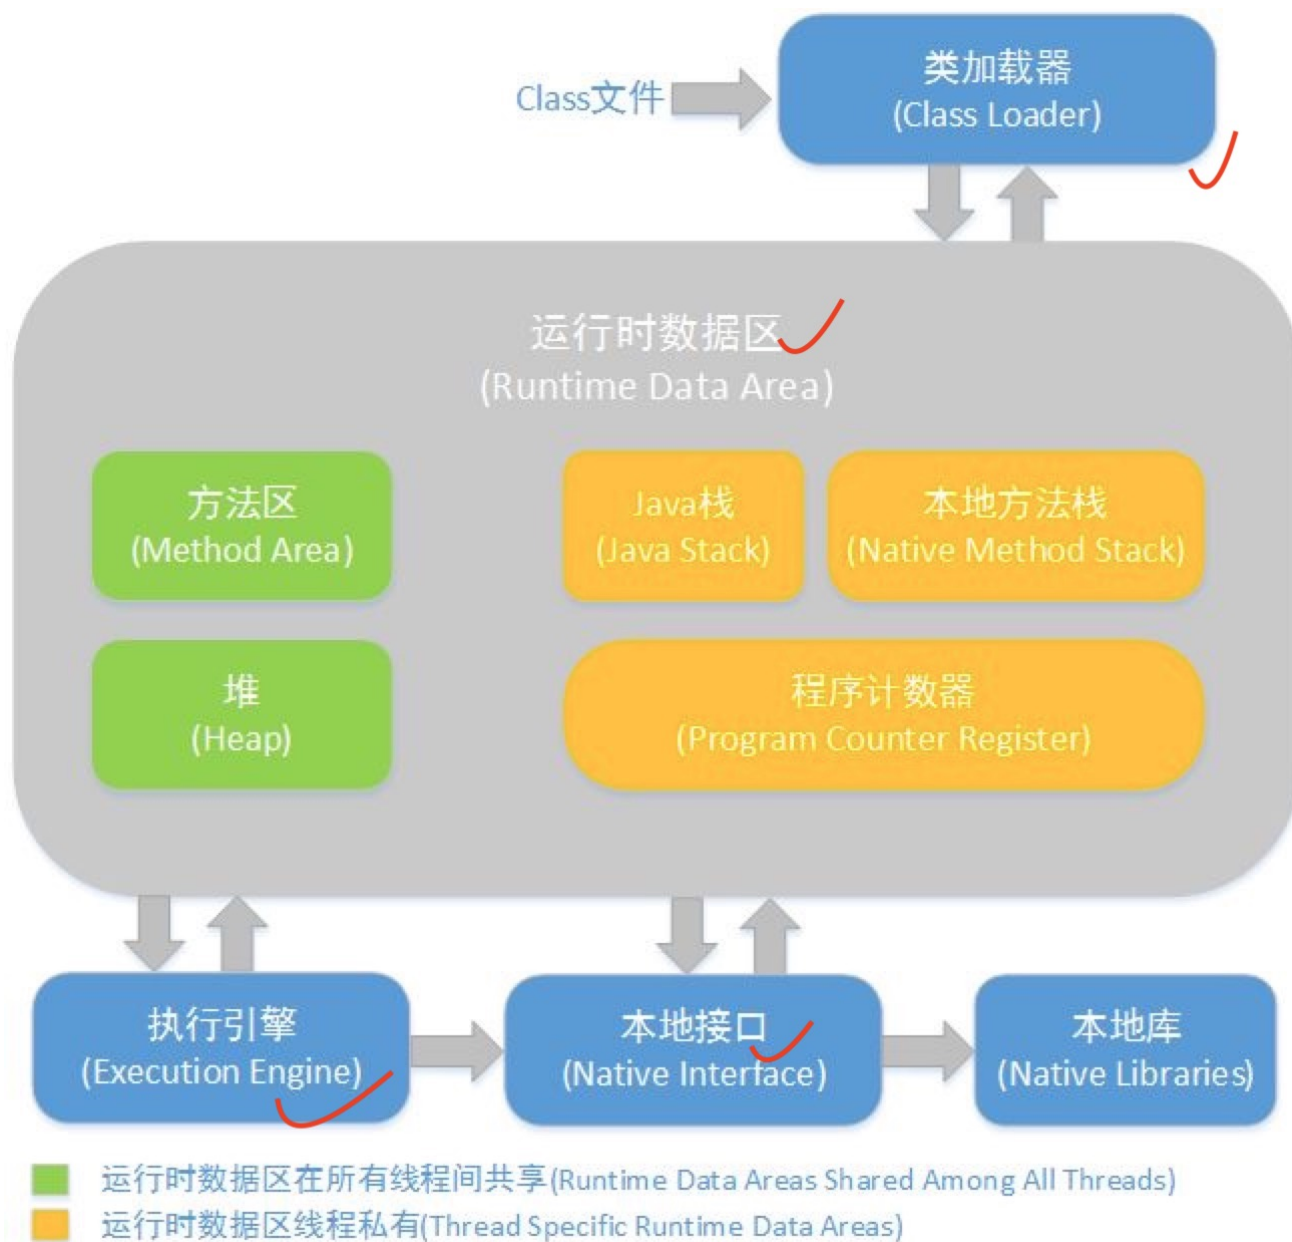 类加载器
(Class Loader)
Class文件
运行时数据区
(Runtime Data Area)
方法区
(Method Area)
Java栈
(Java Stack)
本地方法栈
(Native Method Stack)
堆
(Heap)
程序计数器
(Program Counter Register)
执行引擎
(Execution Engine)
本地接口
(Native Interface)
本地库
(Native Libraries)
运行时数据区在所有线程间共享(Runtime Data Areas Shared Among All Threads)
运行时数据区线程私有(Thread Specific Runtime Data Areas)